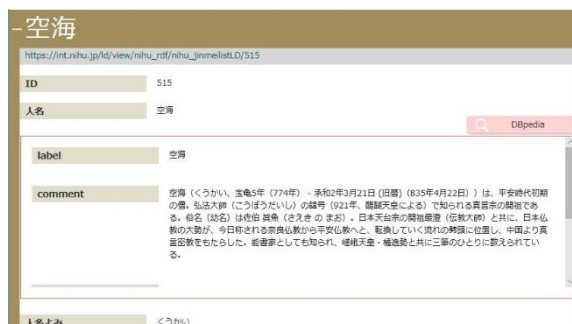 空海
https://int.nihu.jp/ld/view/nihu_rdf/nihu_jinmeilistLD/515
ID 515
人名 空海
DBpedia
label 空海
comment 空海（くうかい、宝亀5年（774年） - 承和2年3月21日 (旧暦)（835年4月22日））は、平安時代初期
の僧。弘法大師（こうぼうだいし）の諡号（921年、醍醐天皇による）で知られる真言宗の開祖であ
る。俗名（幼名）は佐伯 眞魚（さえき の まお）。日本天台宗の開祖最澄（伝教大師）と共に、日本仏
教の大勢が、今日称される奈良仏教から平安仏教へと、転換していく流れの劈頭に位置し、中国より真
言密教をもたらした。能書家としても知られ、嵯峨天皇・橘逸勢と共に三筆のひとりに数えられてい
る。
人名よみ くうかい